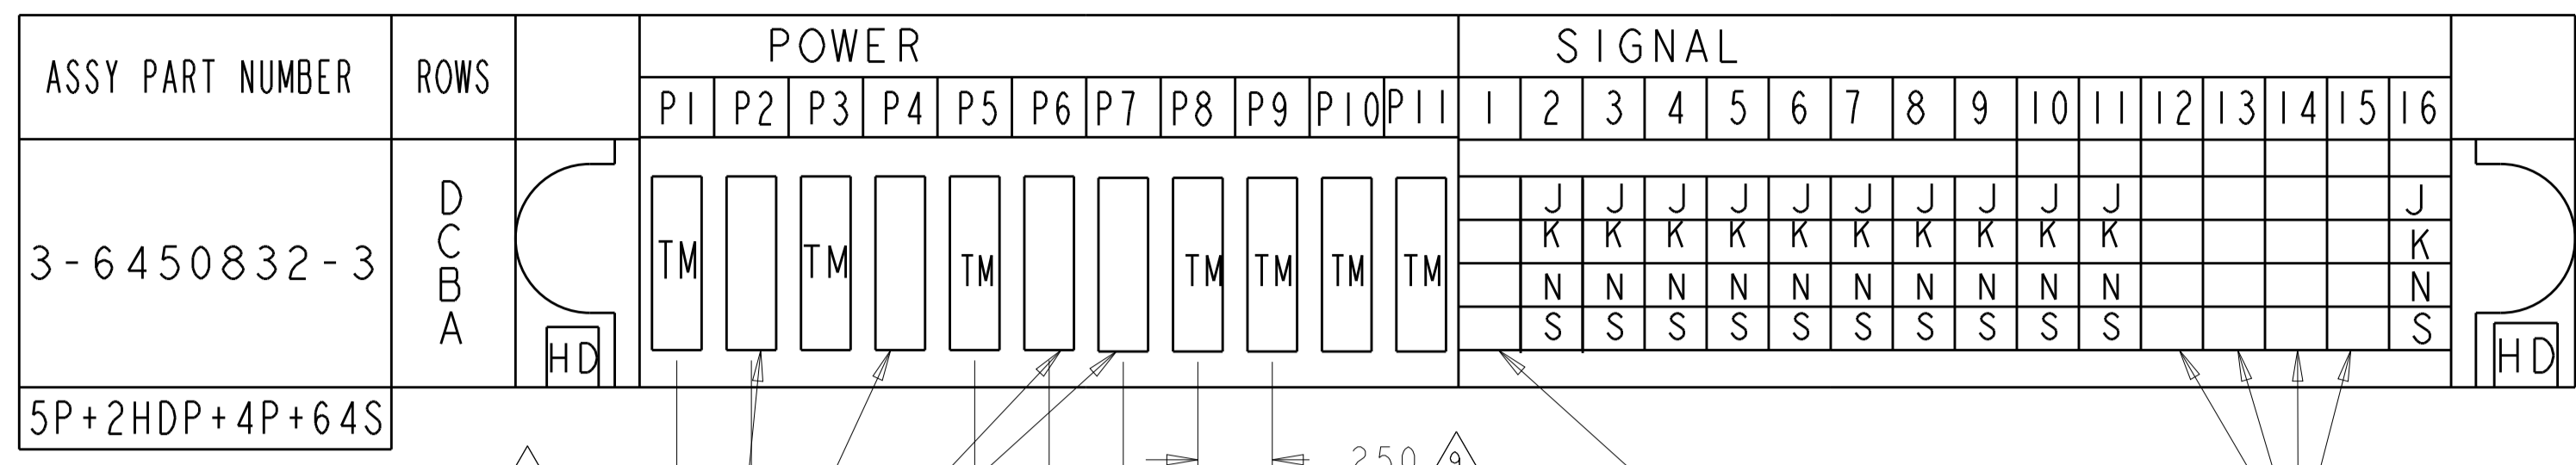 POWER SIGNAL
ASSY PART NUMBER ROWS
P1 P2 P3 P4 P5 P6 P7 P8 P9 P10 P11 1 2 3 4 5 6 7 8 9 10 11 12 13 14 15 16
D J J J J J J J J J J J
C K K K K K K K K K K K
3-6450832-3 TM TM TM TM TM TM TM
B N N N N N N N N N N N
A S S S S S S S S S S S
HD HD
5P+2HDP+4P+64S
250 9